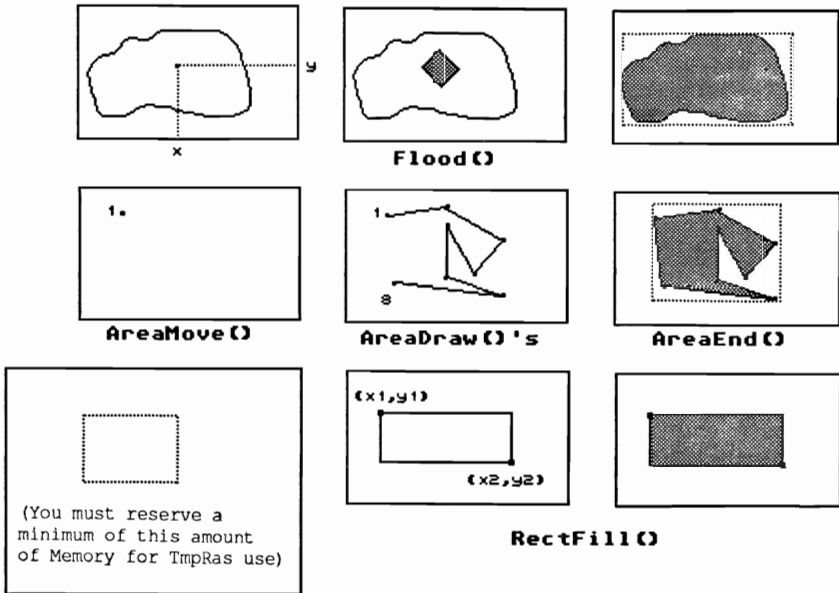 y
x
Flood()
1.
1
8
AreaMove()
AreaDraw()'s
AreaEnd()
(x1,y1)
(x2,y2)
(You must reserve a
minimum of this amount
of Memory for TmpRas use)
RectFill()